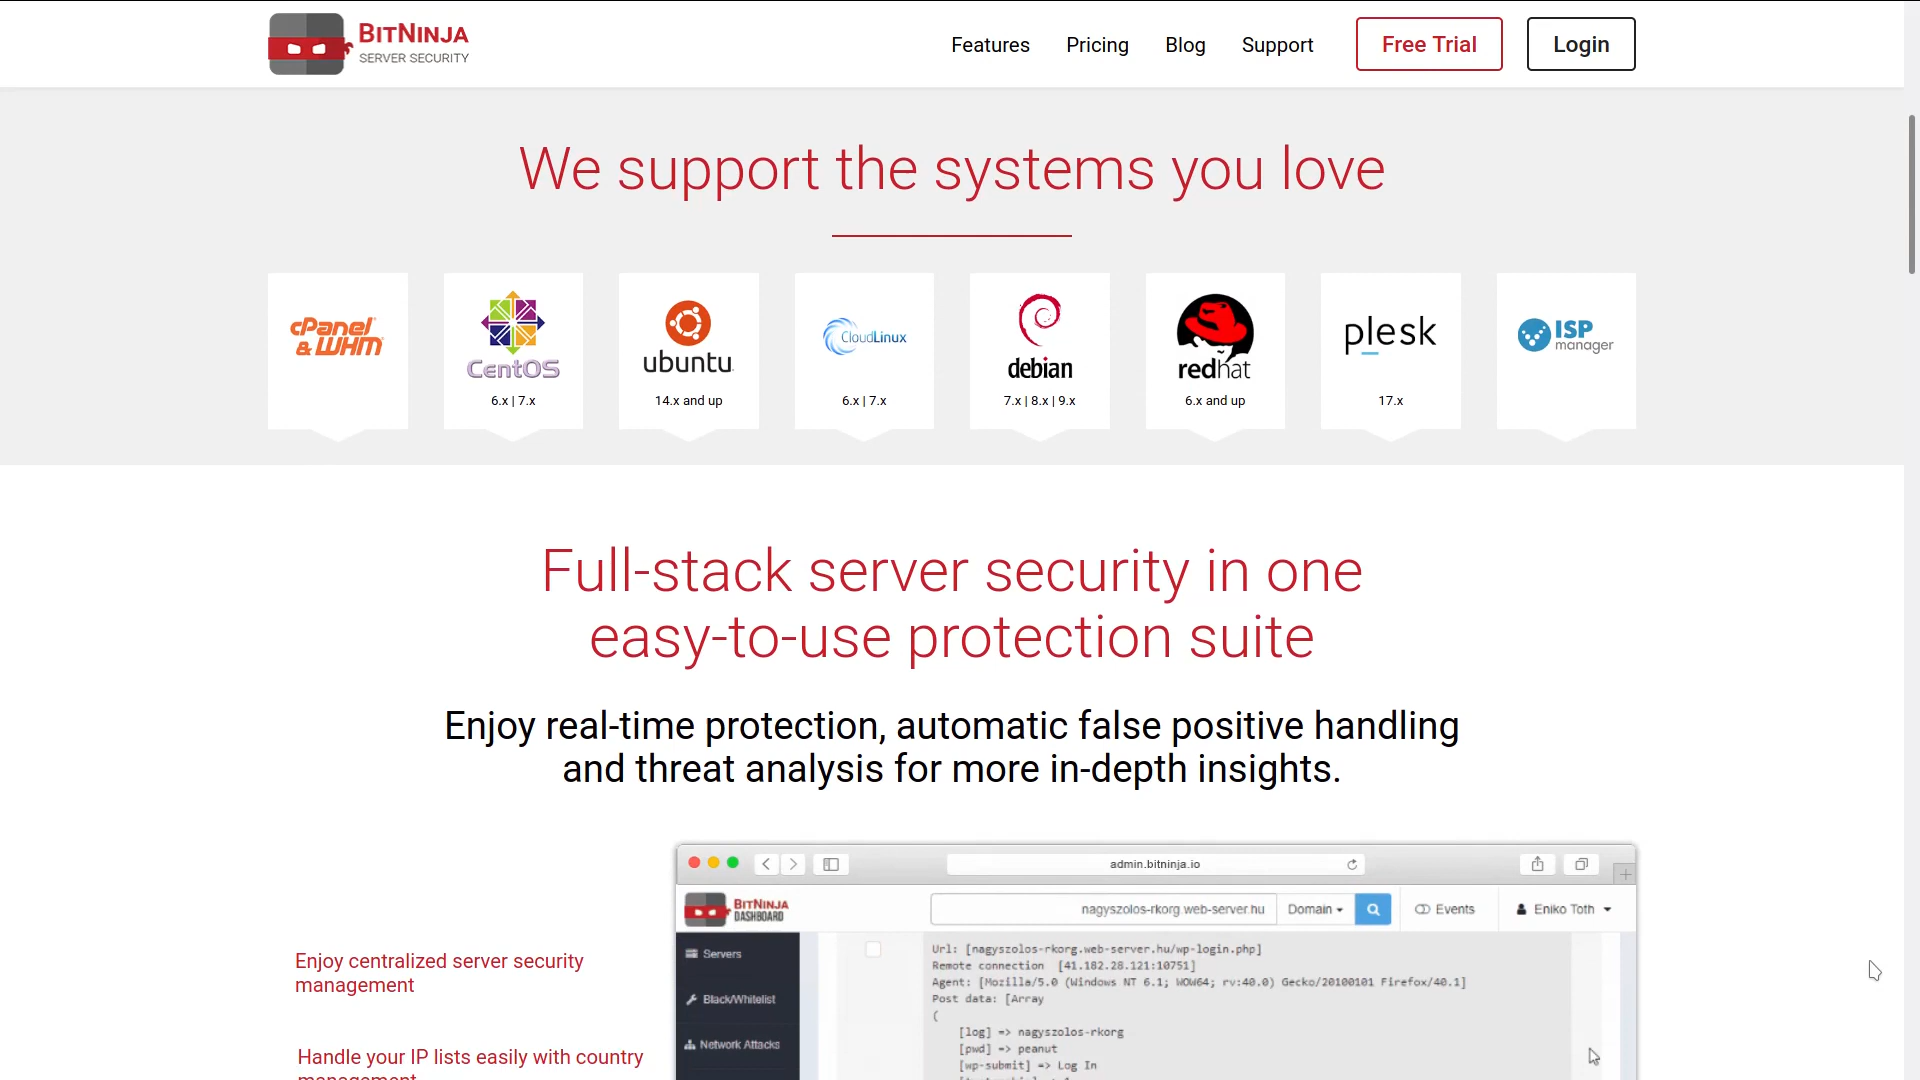 BITNINJA
SERVER SECURITY
Features
Pricing
Blog
Support
Free Trial
Login
We support the systems you love
cPanel
& WHM
CentOS
6.x | 7.x
ubuntu
14.x and up
CloudLinux
6.x | 7.x
debian
7.x | 8.x | 9.x
redhat
6.x and up
plesk
17.x
ISP
manager
Full-stack server security in one
easy-to-use protection suite
Enjoy real-time protection, automatic false positive handling
and threat analysis for more in-depth insights.
Enjoy centralized server security
management
Handle your IP lists easily with country
management
admin.bitninja.io
BITNINJA
DASHBOARD
nagyszolos-rkorg.web-server.hu
Domain
Events
Eniko Toth
Servers
Black/Whitelist
Network Attacks
Url: [nagyszolos-rkorg.web-server.hu/wp-login.php]
Remote connection [41.182.28.121:10751]
Agent: [Mozilla/5.0 (Windows NT 6.1; WOW64; rv:40.0) Gecko/20100101 Firefox/40.1]
Post data: [Array
(
[log] => nagyszolos-rkorg
[pwd] => peanut
[wp-submit] => Log In